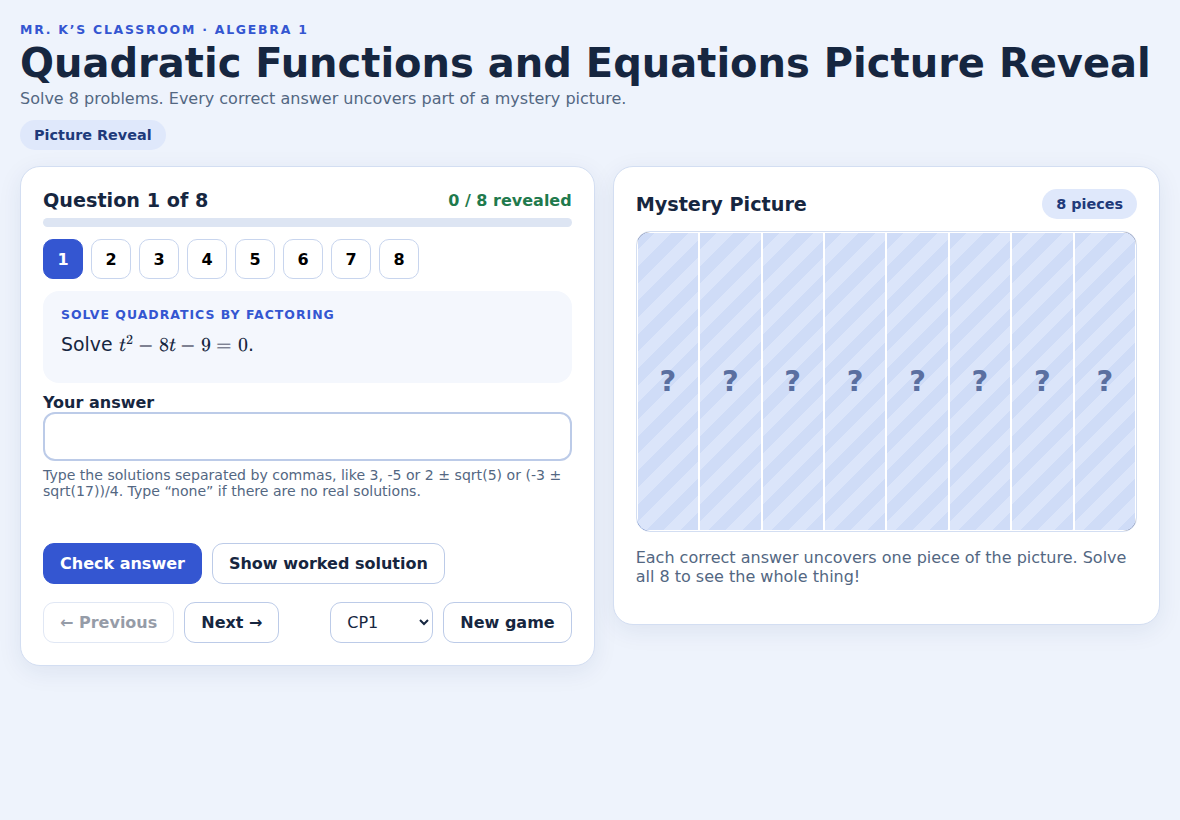 MR. K’S CLASSROOM · ALGEBRA 1
Quadratic Functions and Equations Picture Reveal
Solve 8 problems. Every correct answer uncovers part of a mystery picture.
Picture Reveal
Question 1 of 8
0 / 8 revealed
1 2 3 4 5 6 7 8
SOLVE QUADRATICS BY FACTORING
Solve t² − 8t − 9 = 0.
Your answer
Type the solutions separated by commas, like 3, -5 or 2 ± sqrt(5) or (-3 ±
sqrt(17))/4. Type “none” if there are no real solutions.
Check answer
Show worked solution
← Previous
Next →
CP1
New game
Mystery Picture
8 pieces
? ? ? ? ? ? ? ?
Each correct answer uncovers one piece of the picture. Solve
all 8 to see the whole thing!